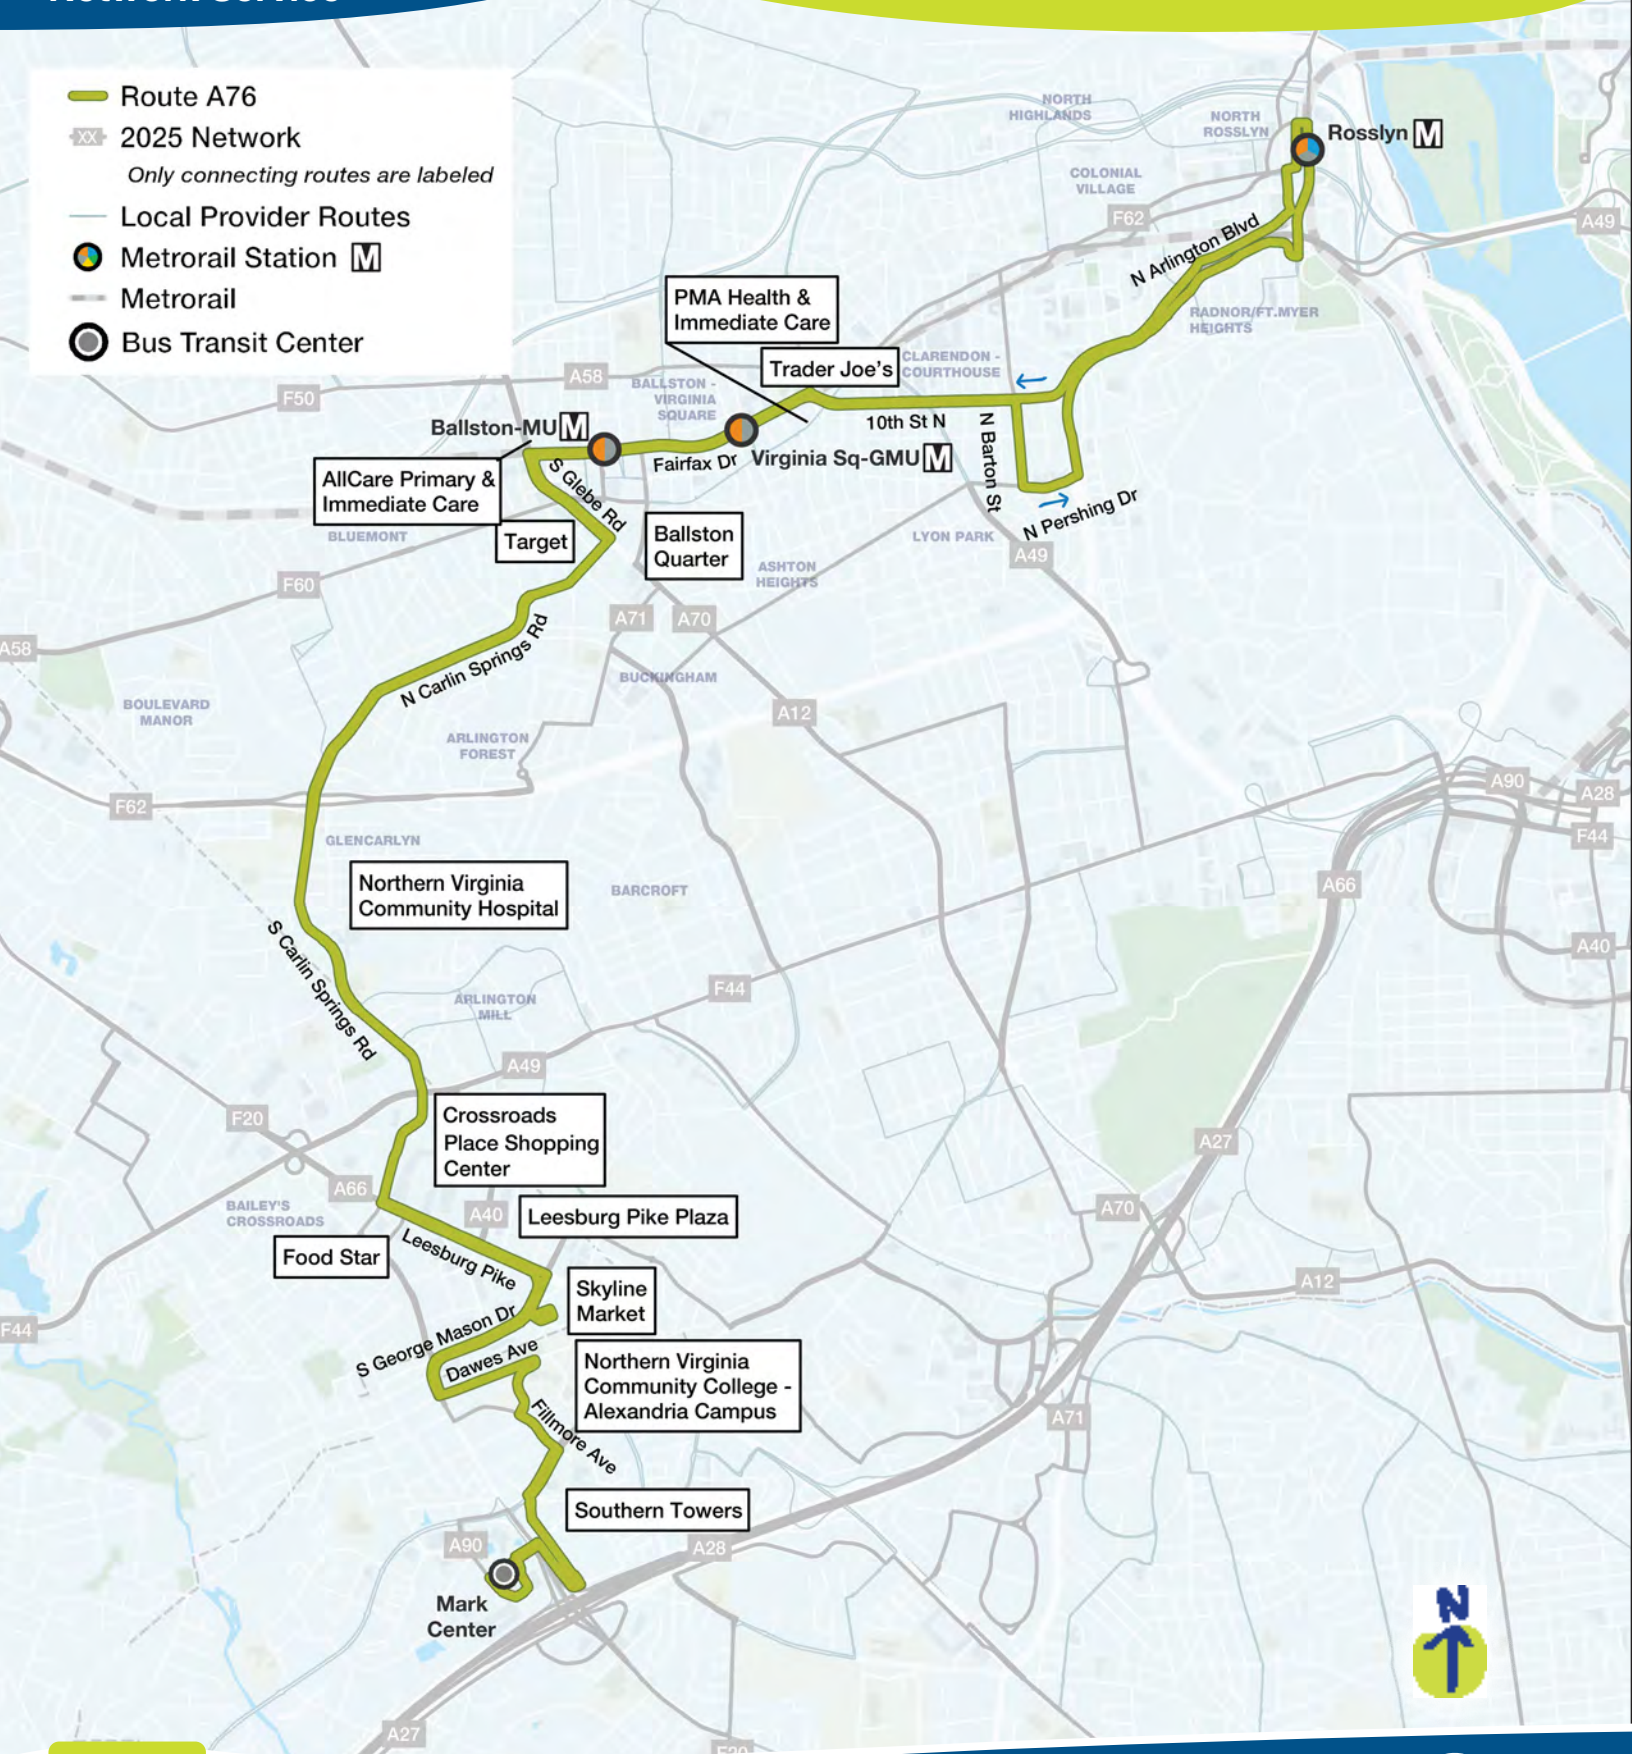 Network Service
Route A76
XX 2025 Network
Only connecting routes are labeled
Local Provider Routes
Metrorail Station M
Metrorail
Bus Transit Center
NORTH
HIGHLANDS
NORTH
ROSSLYN
Rosslyn M
COLONIAL
VILLAGE
F62
A49
N Arlington Blvd
RADNOR/FT.MYER
HEIGHTS
PMA Health &
Immediate Care
Trader Joe's
CLARENDON -
COURTHOUSE
A58
F50
BALLSTON -
VIRGINIA
SQUARE
Ballston-MU M
10th St N
N Barton St
Fairfax Dr
Virginia Sq-GMU M
S Glebe Rd
AllCare Primary &
Immediate Care
N Pershing Dr
BLUEMONT
Target
Ballston
Quarter
LYON PARK
A49
ASHTON
HEIGHTS
F60
A71
A70
A58
N Carlin Springs Rd
BUCKINGHAM
BOULEVARD
MANOR
A12
ARLINGTON
FOREST
F62
A90
A28
F44
GLENCARLYN
Northern Virginia
Community Hospital
BARCROFT
A66
S Carlin Springs Rd
A40
F44
ARLINGTON
MILL
A49
F20
Crossroads
Place Shopping
Center
A27
A66
BAILEY'S
CROSSROADS
A40
Leesburg Pike Plaza
A70
Food Star
Leesburg Pike
Skyline
Market
A12
F44
S George Mason Dr
Dawes Ave
Northern Virginia
Community College -
Alexandria Campus
Fillmore Ave
A71
Southern Towers
A90
A28
Mark
Center
N
A27